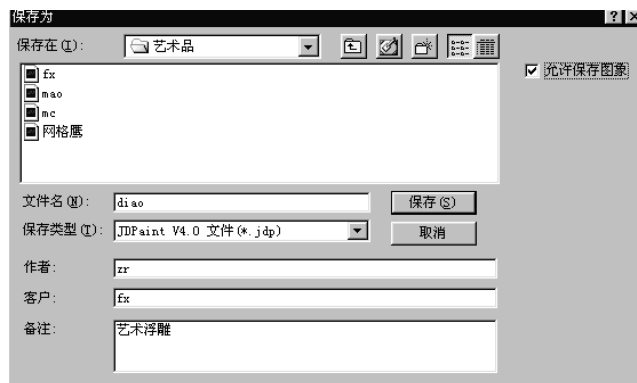 保存为
保存在(I): 艺术品
允许保存图象
fx
mao
mc
网格鹰
文件名(N): diao 保存(S)
保存类型(T): JDPaint V4.0 文件(*.jdp) 取消
作者: zr
客户: fx
备注: 艺术浮雕